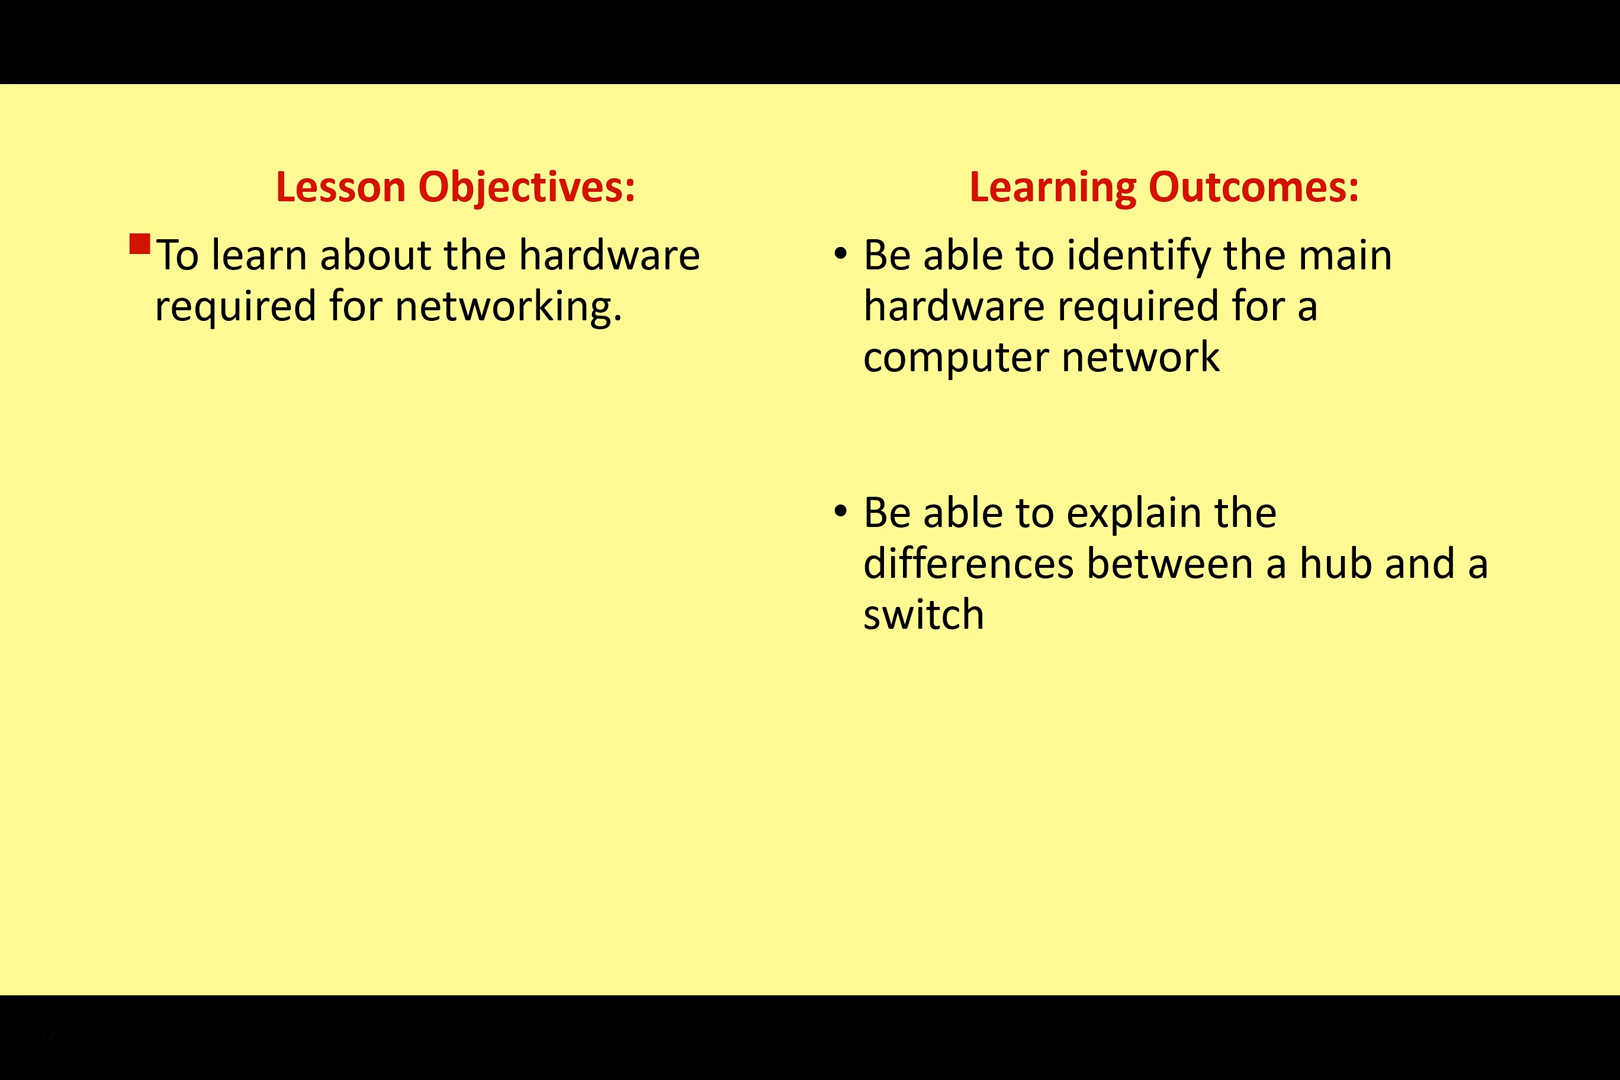 Lesson Objectives:
To learn about the hardware
required for networking.
Learning Outcomes:
• Be able to identify the main
hardware required for a
computer network
• Be able to explain the
differences between a hub and a
switch